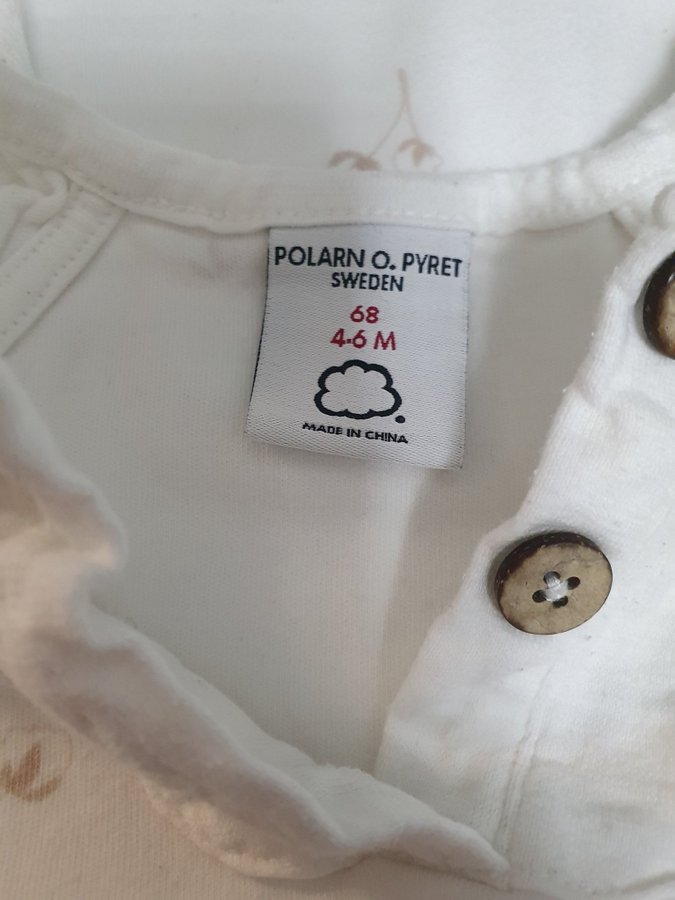 POLARN O. PYRET
SWEDEN
68
4-6 M
MADE IN CHINA